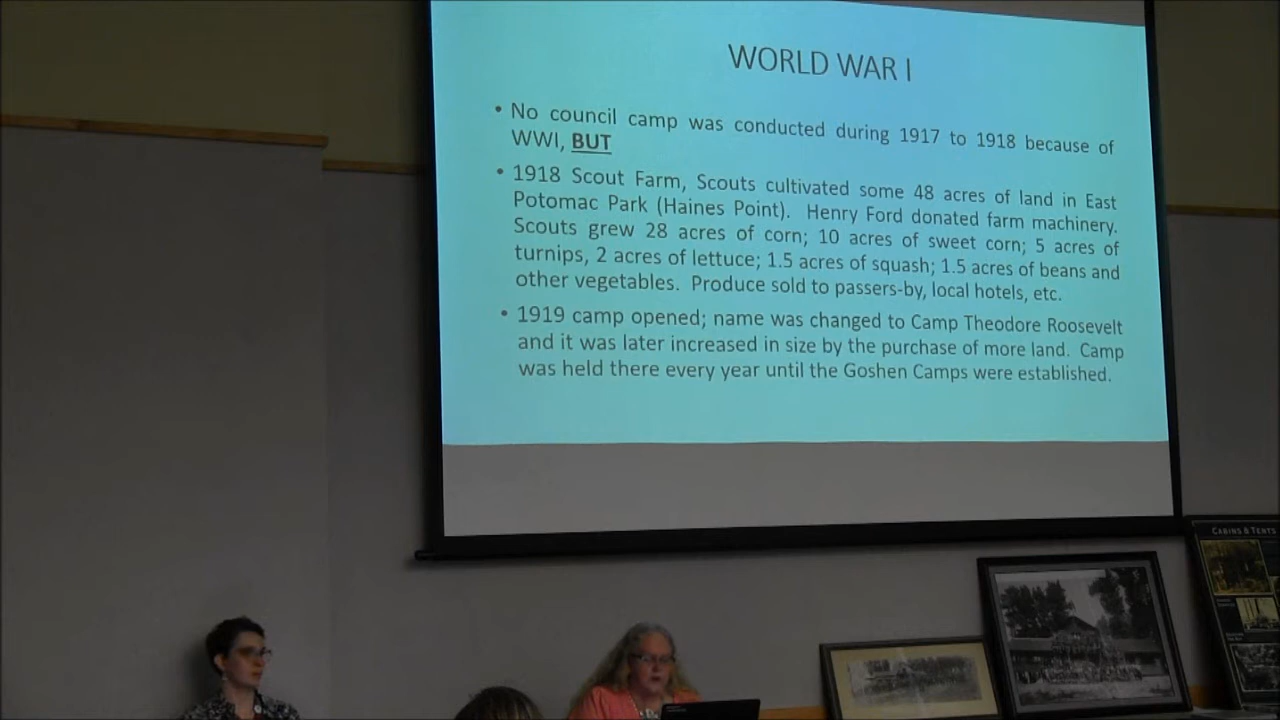 WORLD WAR I
• No council camp was conducted during 1917 to 1918 because of
WWI, BUT
• 1918 Scout Farm, Scouts cultivated some 48 acres of land in East
Potomac Park (Haines Point). Henry Ford donated farm machinery.
Scouts grew 28 acres of corn; 10 acres of sweet corn; 5 acres of
turnips, 2 acres of lettuce; 1.5 acres of squash; 1.5 acres of beans and
other vegetables. Produce sold to passers-by, local hotels, etc.
• 1919 camp opened; name was changed to Camp Theodore Roosevelt
and it was later increased in size by the purchase of more land. Camp
was held there every year until the Goshen Camps were established.
CABINS & TENTS